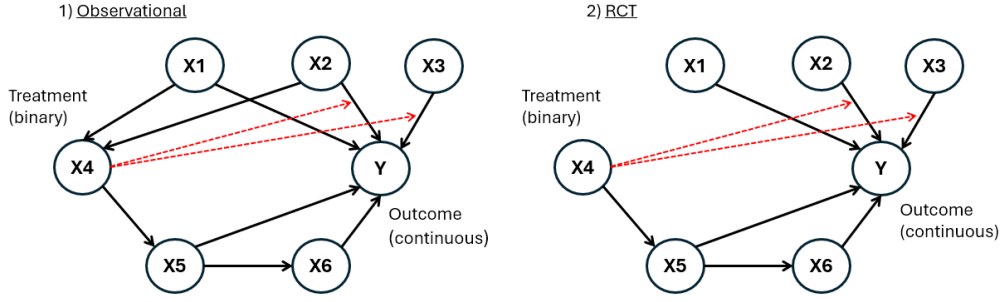 1) Observational
X1
X2
X3
Treatment
(binary)
X4
Y
Outcome
(continuous)
X5
X6
2) RCT
X1
X2
X3
Treatment
(binary)
X4
Y
Outcome
(continuous)
X5
X6